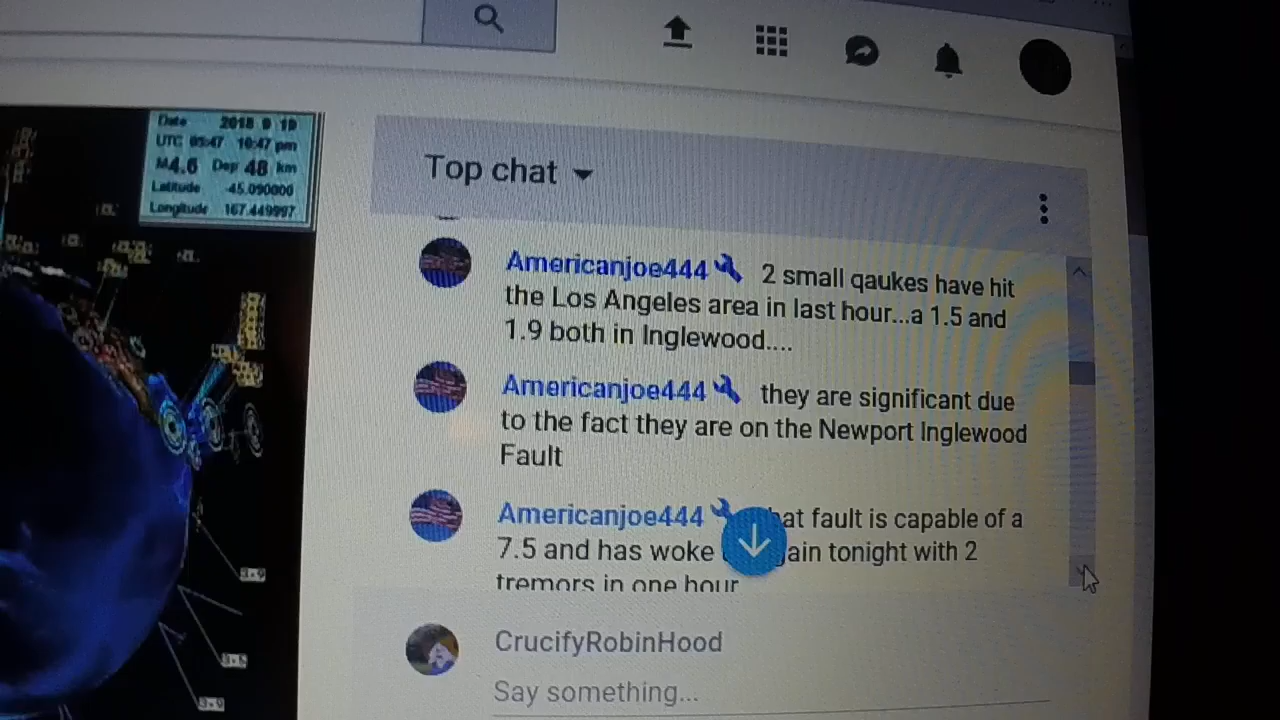 Date 2018 9 19
UTC 05:47 10:47 pm
M4.6 Dep 48 km
Latitude -45.090000
Longitude 167.449997
Top chat
Americanjoe444 2 small qaukes have hit
the Los Angeles area in last hour...a 1.5 and
1.9 both in Inglewood....
Americanjoe444 they are significant due
to the fact they are on the Newport Inglewood
Fault
Americanjoe444 hat fault is capable of a
7.5 and has woke ain tonight with 2
tremors in one hour
CrucifyRobinHood
Say something...
3.9